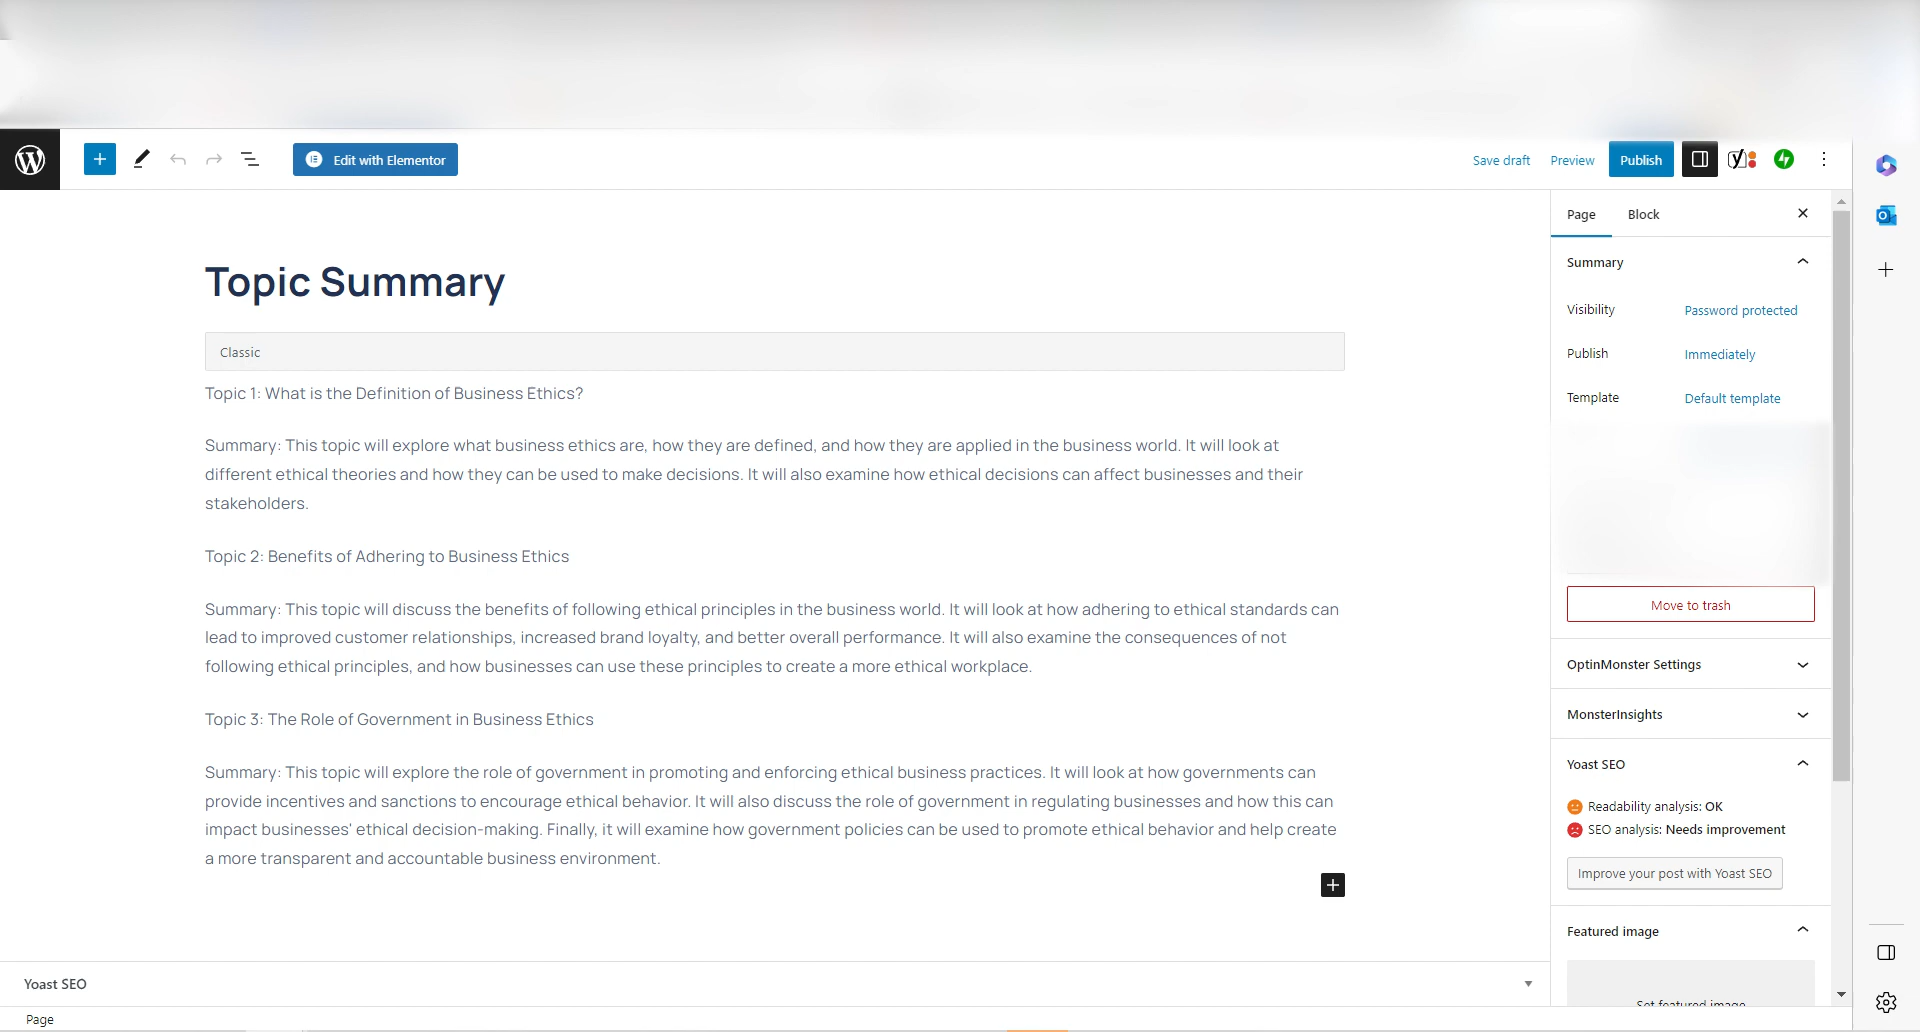 Edit with Elementor
Save draft
Preview
Publish
Page
Block
Topic Summary
Classic
Topic 1: What is the Definition of Business Ethics?
Summary: This topic will explore what business ethics are, how they are defined, and how they are applied in the business world. It will look at
different ethical theories and how they can be used to make decisions. It will also examine how ethical decisions can affect businesses and their
stakeholders.
Topic 2: Benefits of Adhering to Business Ethics
Summary: This topic will discuss the benefits of following ethical principles in the business world. It will look at how adhering to ethical standards can
lead to improved customer relationships, increased brand loyalty, and better overall performance. It will also examine the consequences of not
following ethical principles, and how businesses can use these principles to create a more ethical workplace.
Topic 3: The Role of Government in Business Ethics
Summary: This topic will explore the role of government in promoting and enforcing ethical business practices. It will look at how governments can
provide incentives and sanctions to encourage ethical behavior. It will also discuss the role of government in regulating businesses and how this can
impact businesses' ethical decision-making. Finally, it will examine how government policies can be used to promote ethical behavior and help create
a more transparent and accountable business environment.
Summary
Visibility Password protected
Publish Immediately
Template Default template
Move to trash
OptinMonster Settings
MonsterInsights
Yoast SEO
Readability analysis: OK
SEO analysis: Needs improvement
Improve your post with Yoast SEO
Featured image
Set featured image
Yoast SEO
Page